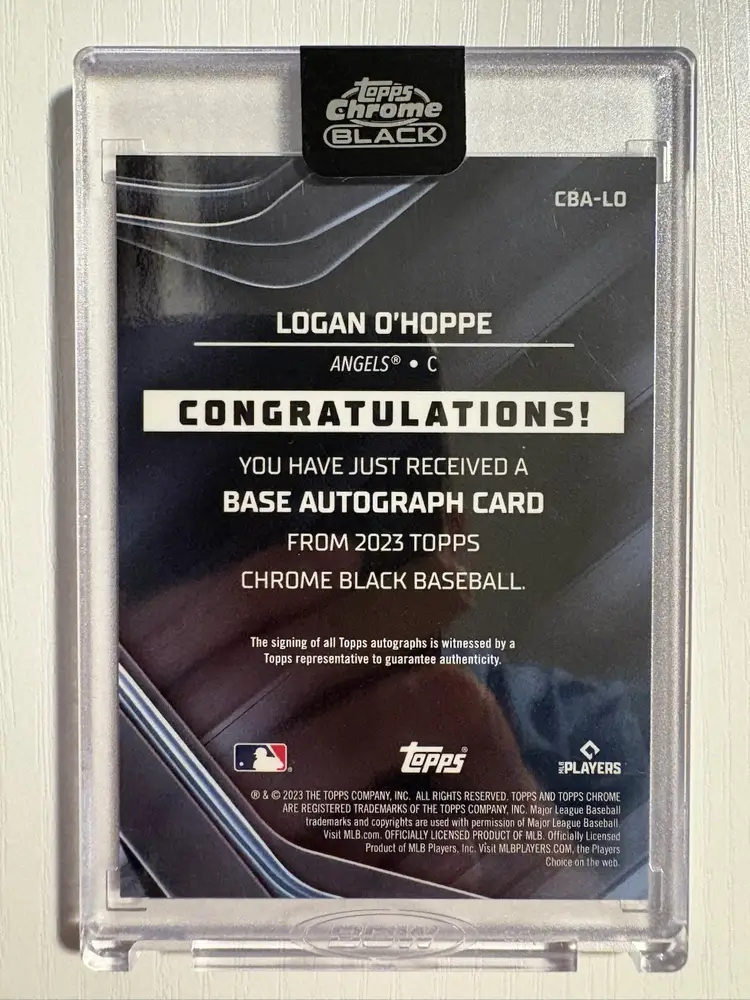 Topps
Chrome
BLACK
CBA-LO
LOGAN O'HOPPE
ANGELS® • C
CONGRATULATIONS!
YOU HAVE JUST RECEIVED A
BASE AUTOGRAPH CARD
FROM 2023 TOPPS
CHROME BLACK BASEBALL.
The signing of all Topps autographs is witnessed by a
Topps representative to guarantee authenticity.
Topps®
MLB PLAYERS
® & © 2023 THE TOPPS COMPANY, INC. ALL RIGHTS RESERVED. TOPPS AND TOPPS CHROME
ARE REGISTERED TRADEMARKS OF THE TOPPS COMPANY, INC. Major League Baseball
trademarks and copyrights are used with permission of Major League Baseball.
Visit MLB.com. OFFICIALLY LICENSED PRODUCT OF MLB. Officially Licensed
Product of MLB Players, Inc. Visit MLBPLAYERS.COM, the Players
Choice on the web.